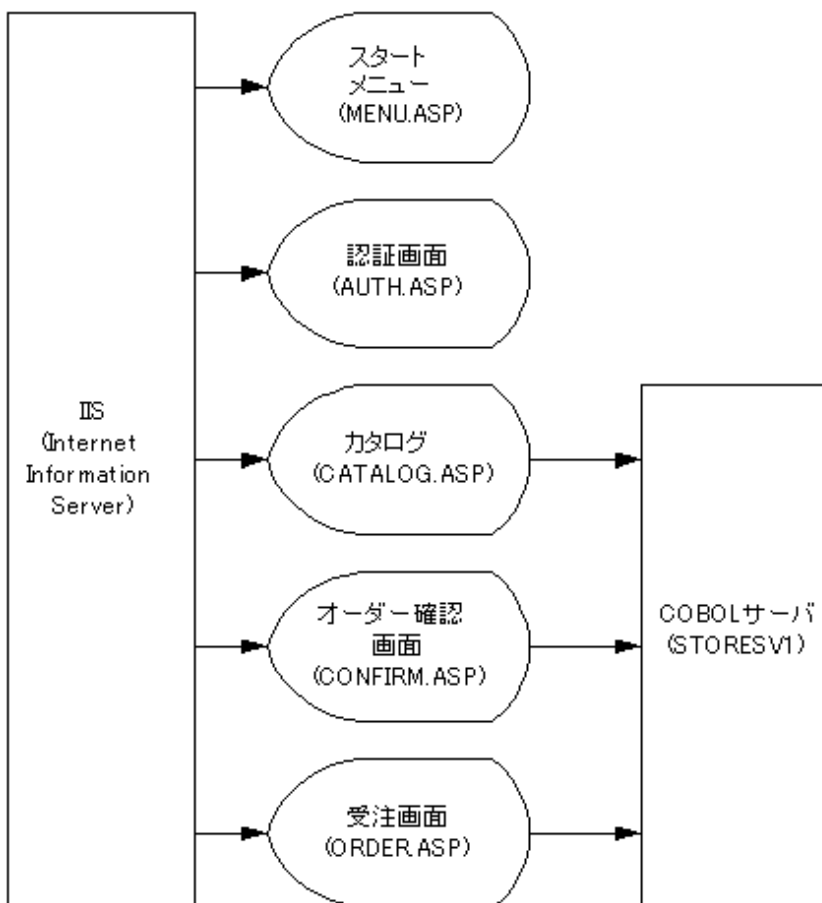 スタート
メニュー
(MENU.ASP)
認証画面
(AUTH.ASP)
IIS
(Internet
Information
Server)
カタログ
(CATALOG.ASP)
オーダー確認
画面
(CONFIRM.ASP)
COBOLサーバ
(STORESV1)
受注画面
(ORDER.ASP)